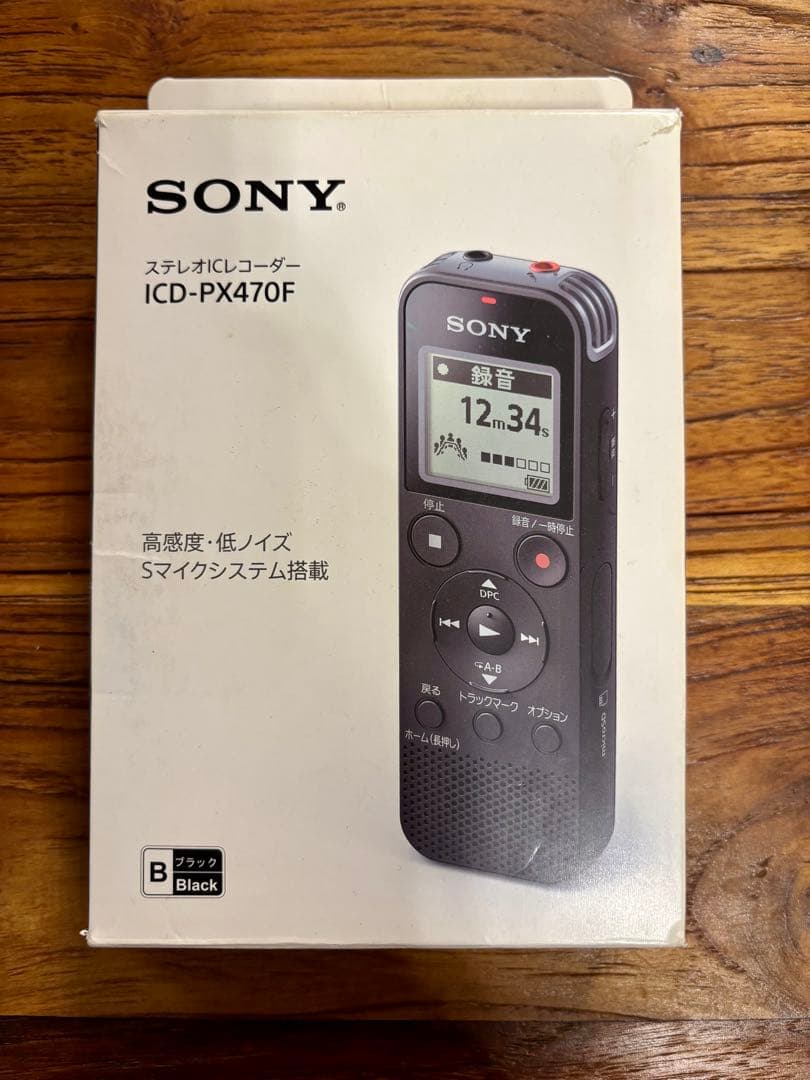 SONY®
ステレオICレコーダー
ICD-PX470F
SONY
録音
12m34s
停止
録音/一時停止
DPC
A-B
戻る
トラックマーク
オプション
ホーム(長押し)
microSD
高感度・低ノイズ
Sマイクシステム搭載
B
ブラック
Black